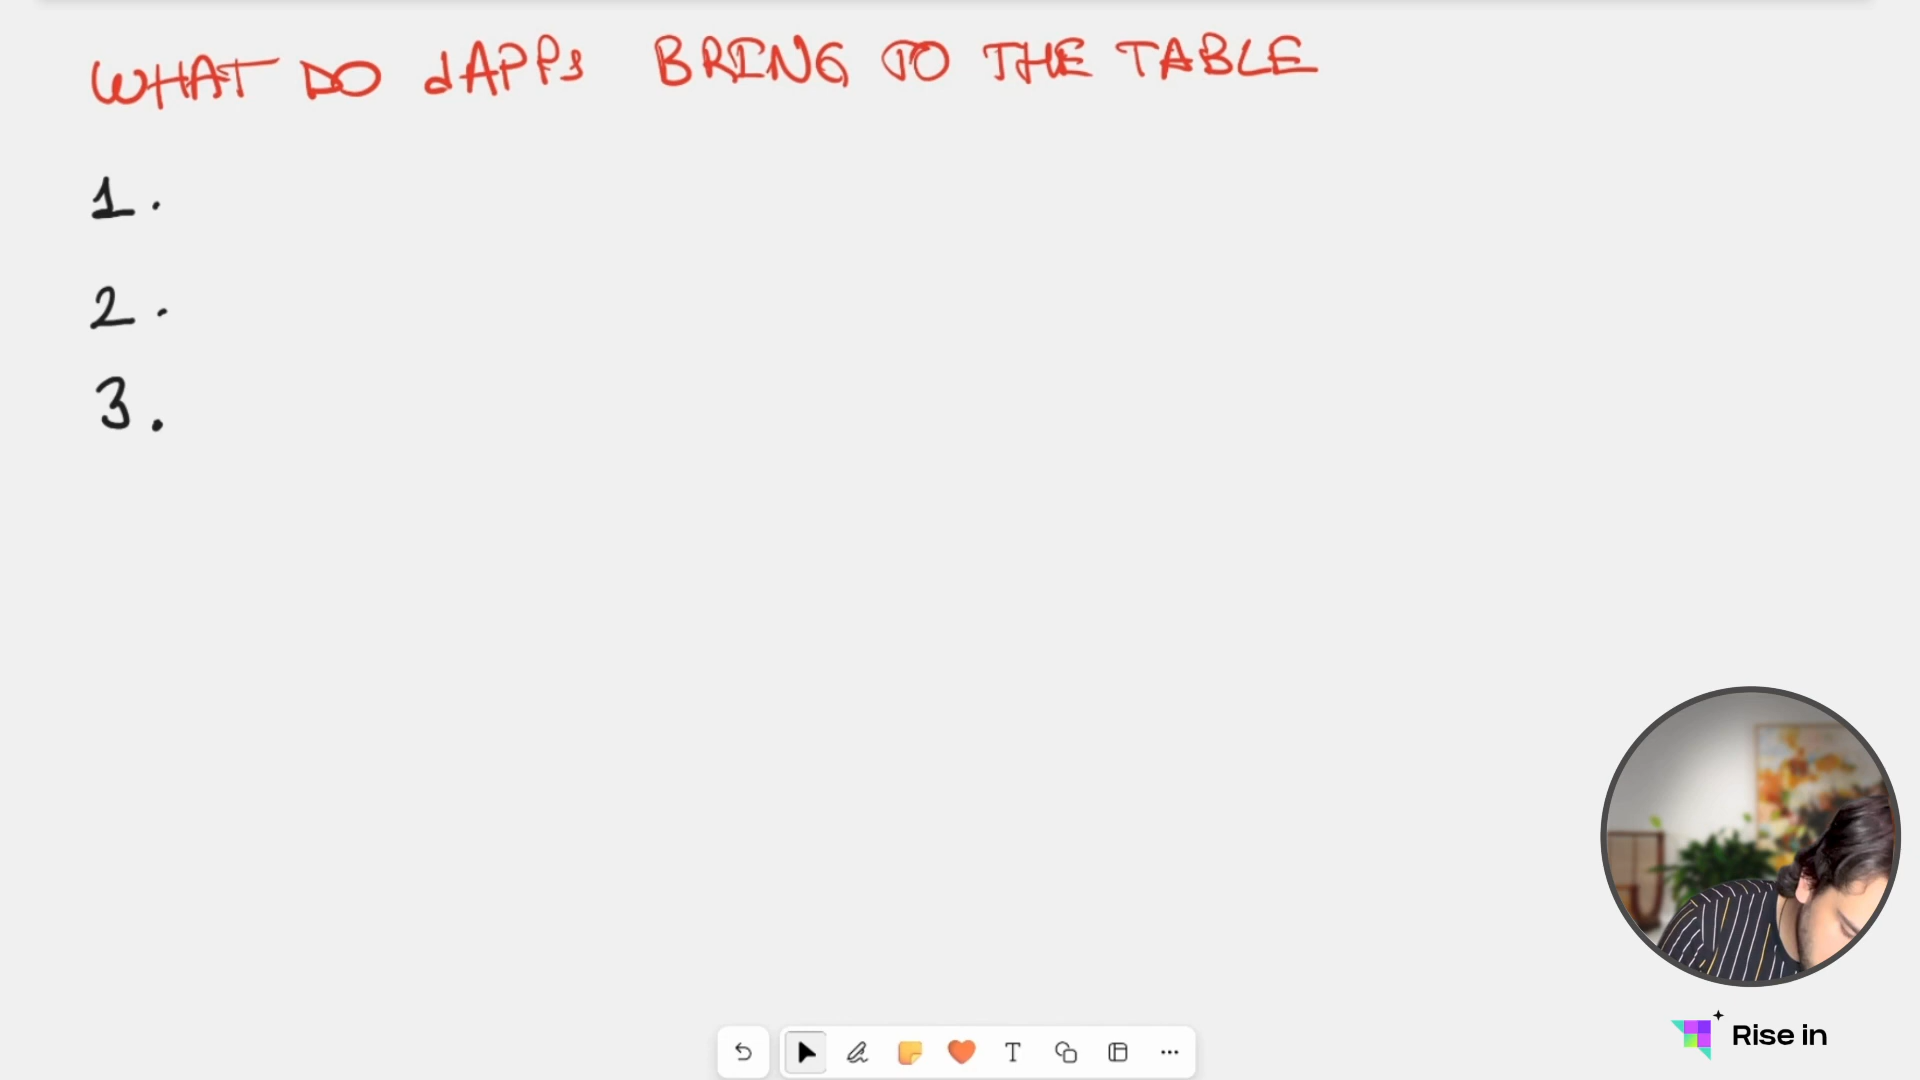 WHAT DO dAPPs BRING TO THE TABLE
1.
2.
3.
T
Rise in